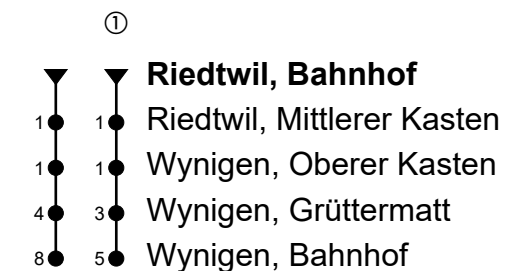 ①
Riedtwil, Bahnhof
1 1 Riedtwil, Mittlerer Kasten
1 1 Wynigen, Oberer Kasten
4 3 Wynigen, Grüttermatt
8 5 Wynigen, Bahnhof